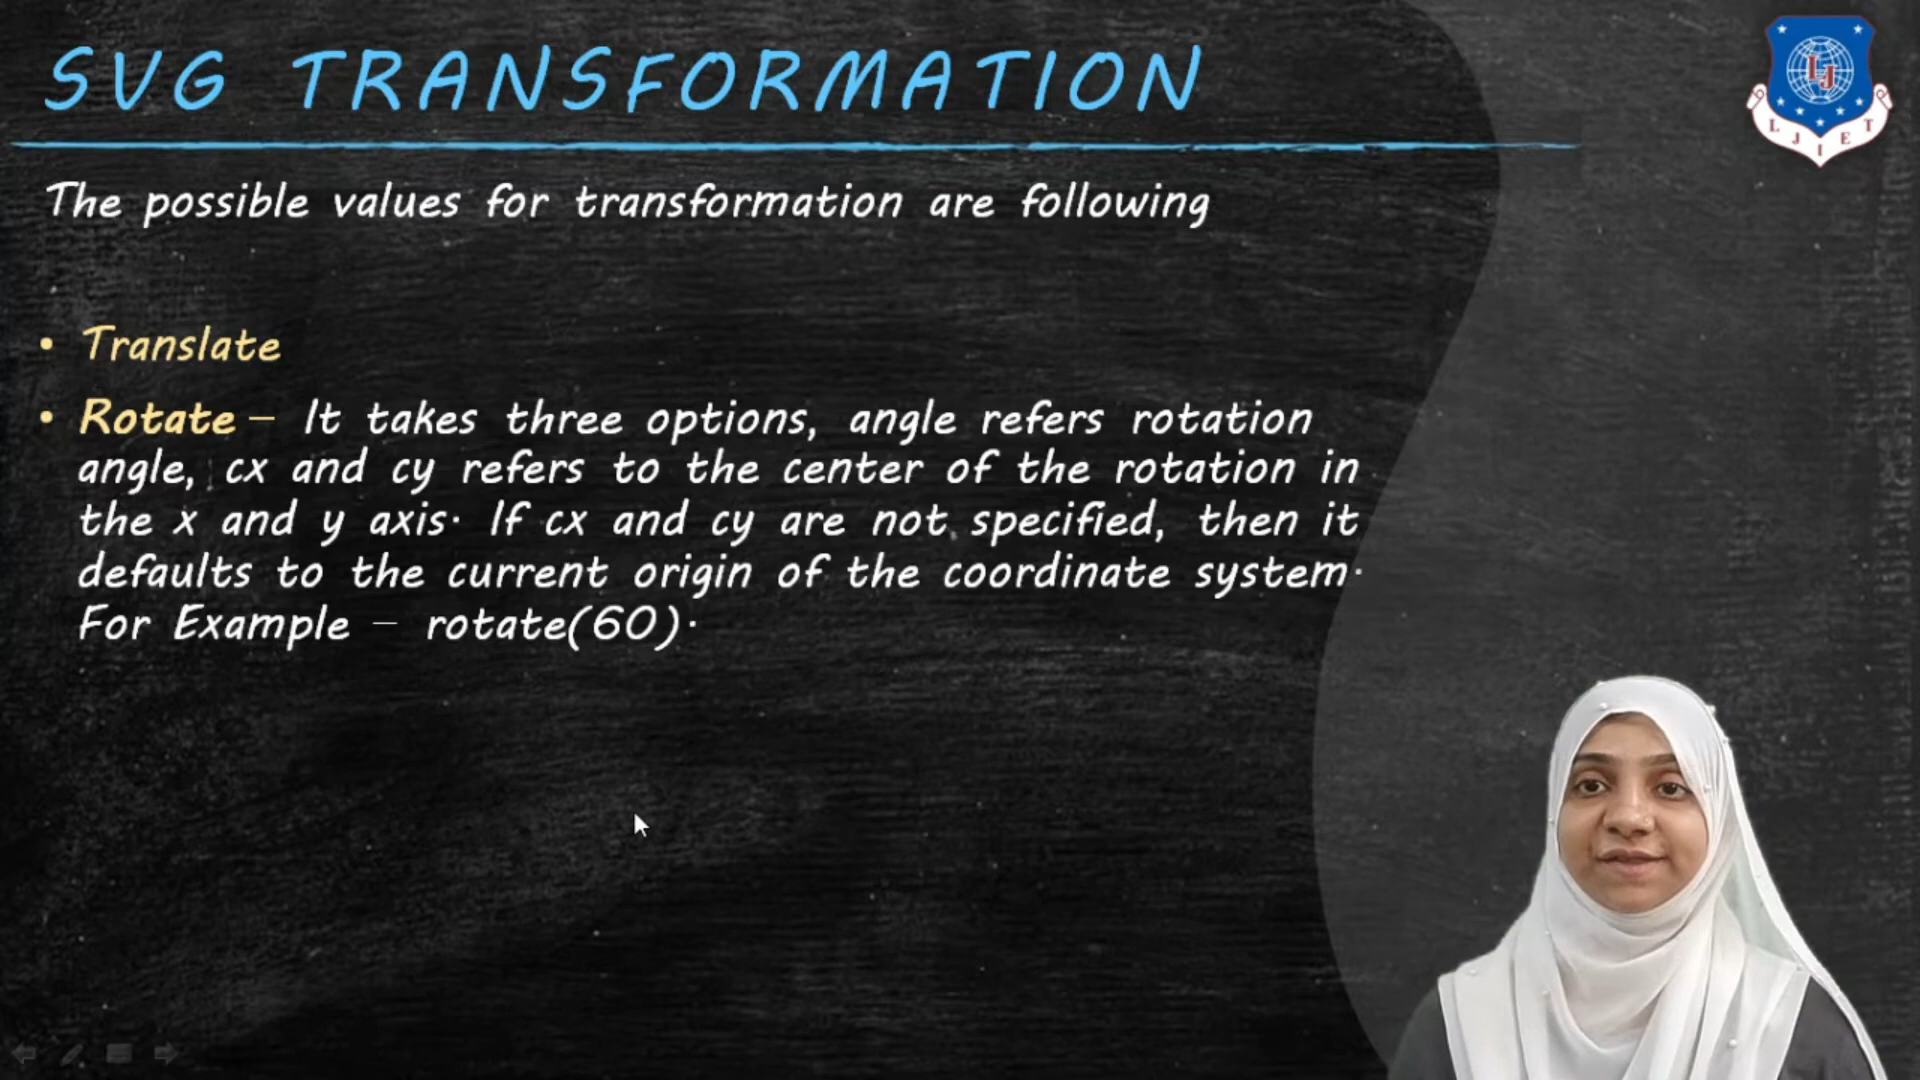 SVG TRANSFORMATION
The possible values for transformation are following
• Translate
• Rotate – It takes three options, angle refers rotation
angle, cx and cy refers to the center of the rotation in
the x and y axis. If cx and cy are not specified, then it
defaults to the current origin of the coordinate system.
For Example – rotate(60).
LJ
LJIET